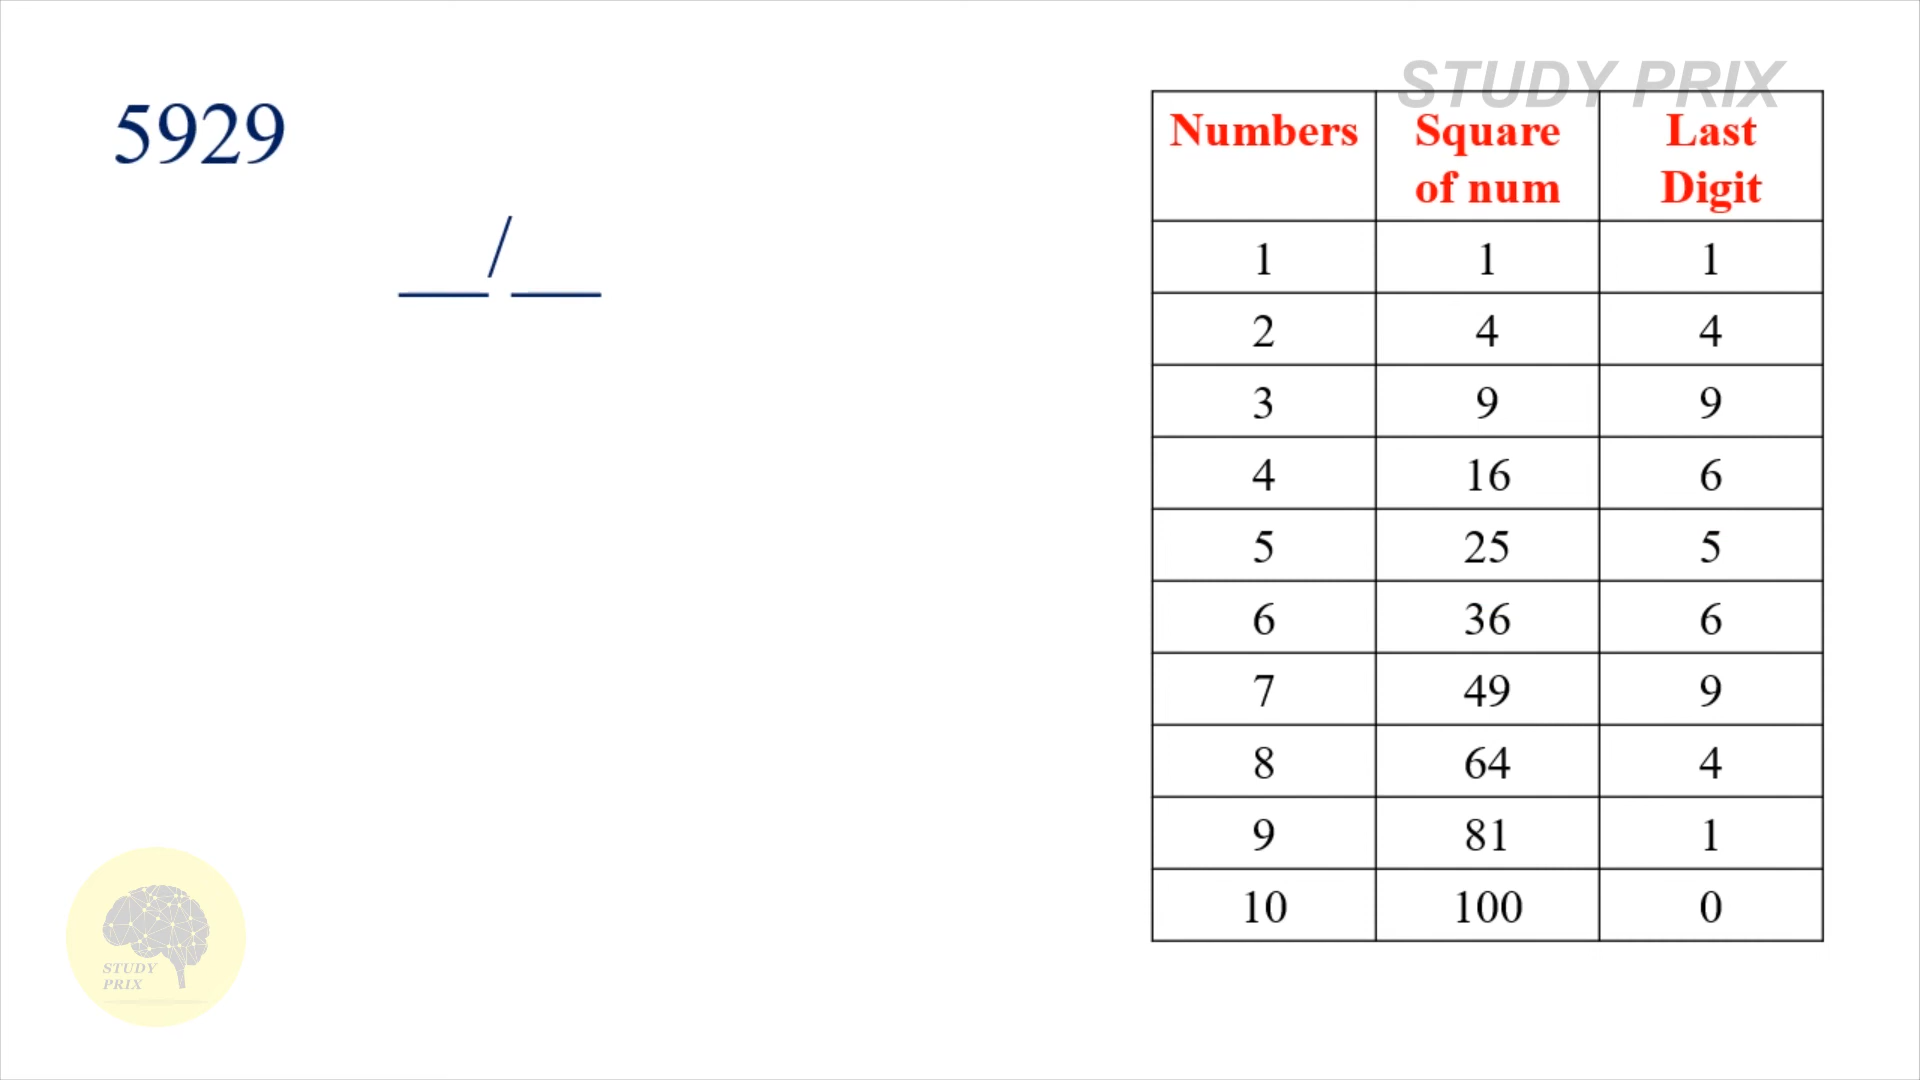 STUDY PRIX
5929
__/__
Numbers Square of num Last Digit
1 1 1
2 4 4
3 9 9
4 16 6
5 25 5
6 36 6
7 49 9
8 64 4
9 81 1
10 100 0
STUDY
PRIX